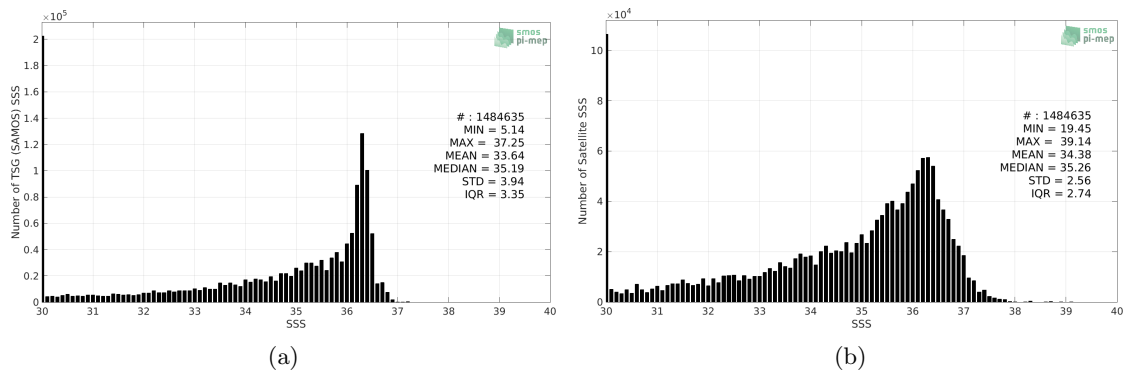 ×10⁵
smos
pi-mep
2
1.8
1.6
1.4
1.2
1
0.8
0.6
0.4
0.2
0
Number of TSG (SAMOS) SSS
# : 1484635
MIN = 5.14
MAX = 37.25
MEAN = 33.64
MEDIAN = 35.19
STD = 3.94
IQR = 3.35
30 31 32 33 34 35 36 37 38 39 40
SSS
(a)
×10⁴
smos
pi-mep
10
8
6
4
2
0
Number of Satellite SSS
# : 1484635
MIN = 19.45
MAX = 39.14
MEAN = 34.38
MEDIAN = 35.26
STD = 2.56
IQR = 2.74
30 31 32 33 34 35 36 37 38 39 40
SSS
(b)